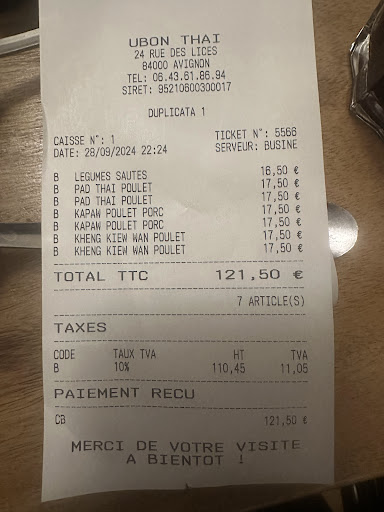 UBON THAI
24 RUE DES LICES
84000 AVIGNON
TEL: 06.43.61.86.94
SIRET: 95210600300017
DUPLICATA 1
CAISSE N°: 1 TICKET N°: 5566
DATE: 28/09/2024 22:24 SERVEUR: BUSINE
B LEGUMES SAUTES 16,50 €
B PAD THAI POULET 17,50 €
B PAD THAI POULET 17,50 €
B KAPAW POULET PORC 17,50 €
B KAPAW POULET PORC 17,50 €
B KHENG KIEW WAN POULET 17,50 €
B KHENG KIEW WAN POULET 17,50 €
TOTAL TTC 121,50 €
7 ARTICLE(S)
TAXES
CODE TAUX TVA HT TVA
B 10% 110,45 11,05
PAIEMENT RECU
CB 121,50 €
MERCI DE VOTRE VISITE
A BIENTOT !